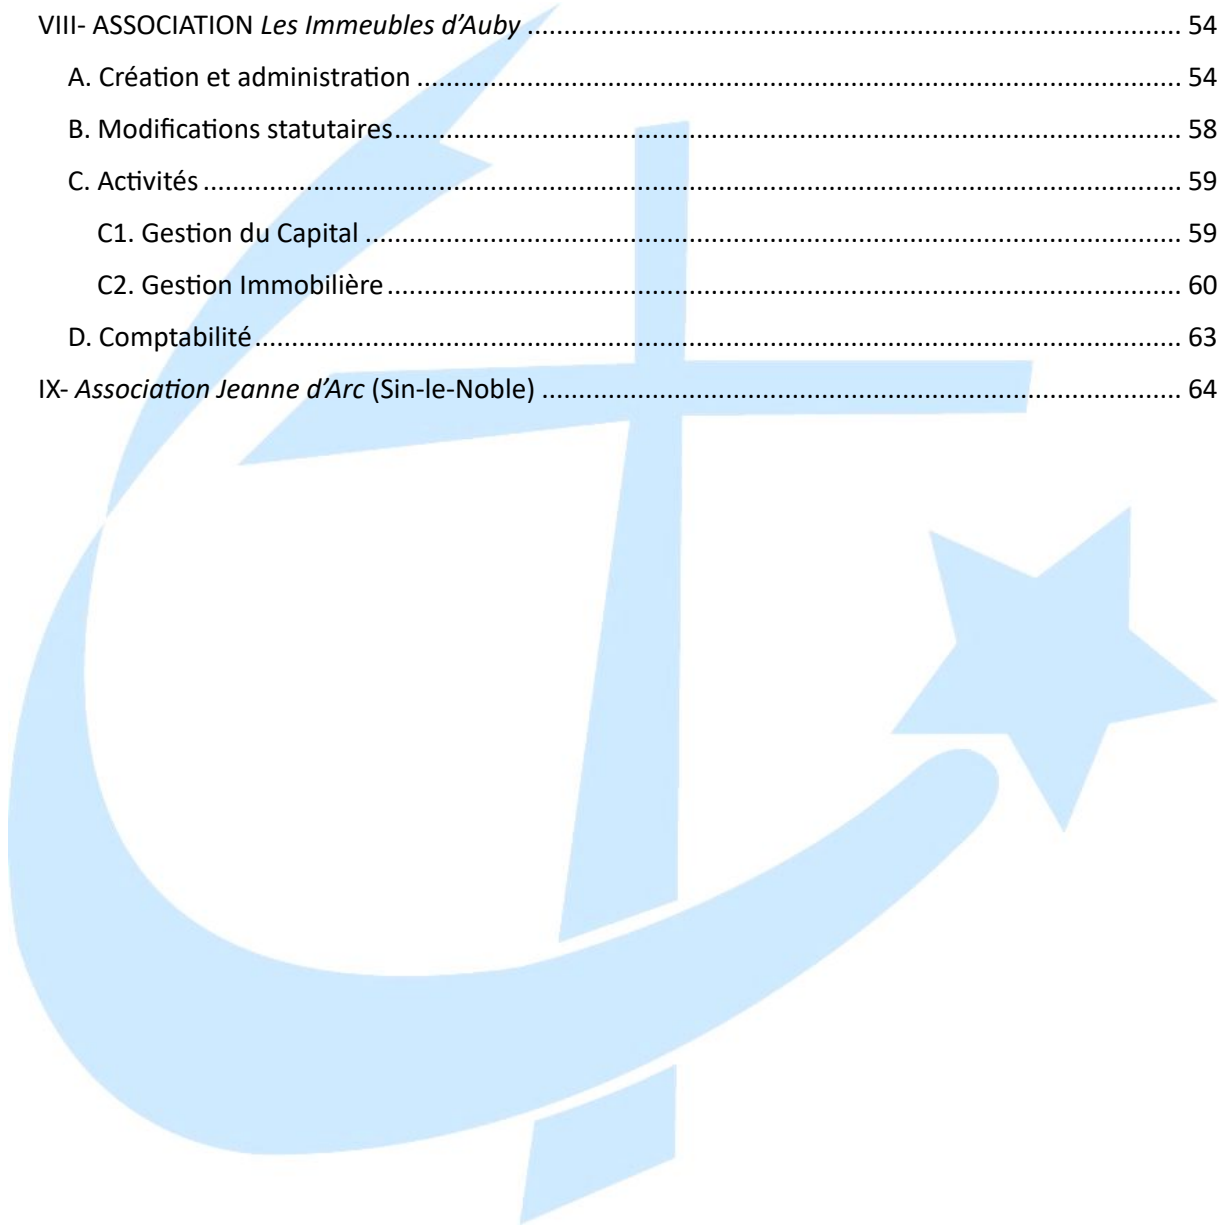 VIII- ASSOCIATION Les Immeubles d’Auby ........................................................................................ 54
A. Création et administration ....................................................................................................... 54
B. Modifications statutaires.......................................................................................................... 58
C. Activités ..................................................................................................................................... 59
C1. Gestion du Capital ............................................................................................................... 59
C2. Gestion Immobilière ............................................................................................................ 60
D. Comptabilité .............................................................................................................................. 63
IX- Association Jeanne d’Arc (Sin-le-Noble) ...................................................................................... 64